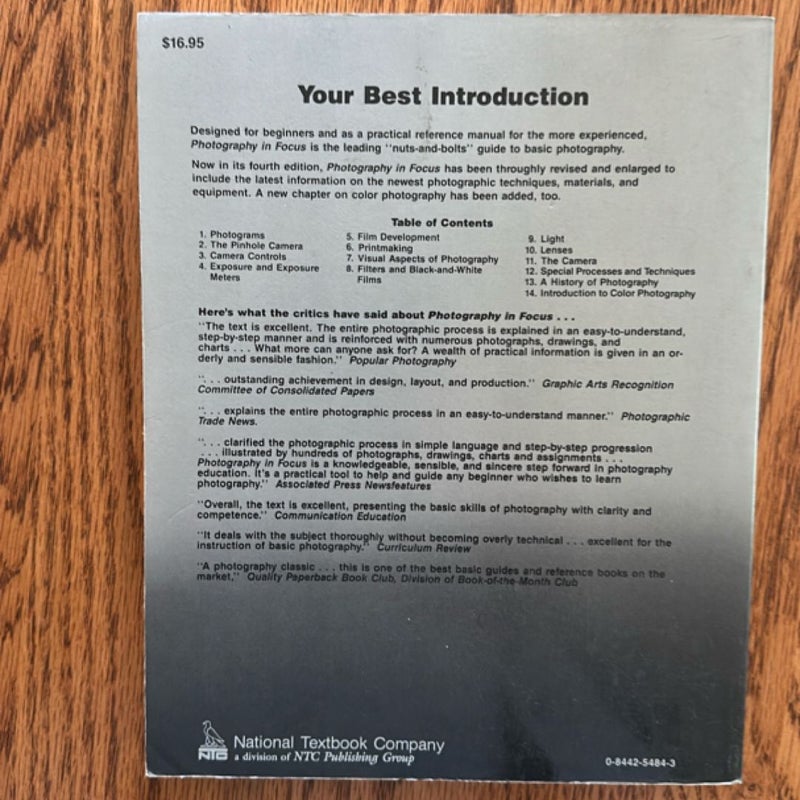 $16.95
Your Best Introduction
Designed for beginners and as a practical reference manual for the more experienced,
Photography in Focus is the leading "nuts-and-bolts" guide to basic photography.
Now in its fourth edition, Photography in Focus has been throughly revised and enlarged to
include the latest information on the newest photographic techniques, materials, and
equipment. A new chapter on color photography has been added, too.
Table of Contents
1. Photograms
2. The Pinhole Camera
3. Camera Controls
4. Exposure and Exposure
Meters
5. Film Development
6. Printmaking
7. Visual Aspects of Photography
8. Filters and Black-and-White
Films
9. Light
10. Lenses
11. The Camera
12. Special Processes and Techniques
13. A History of Photography
14. Introduction to Color Photography
Here's what the critics have said about Photography in Focus . . .
"The text is excellent. The entire photographic process is explained in an easy-to-understand,
step-by-step manner and is reinforced with numerous photographs, drawings, and
charts . . . What more can anyone ask for? A wealth of practical information is given in an or-
derly and sensible fashion." Popular Photography
". . . outstanding achievement in design, layout, and production." Graphic Arts Recognition
Committee of Consolidated Papers
". . . explains the entire photographic process in an easy-to-understand manner." Photographic
Trade News.
". . . clarified the photographic process in simple language and step-by-step progression
. . . illustrated by hundreds of photographs, drawings, charts and assignments . . .
Photography in Focus is a knowledgeable, sensible, and sincere step forward in photography
education. It's a practical tool to help and guide any beginner who wishes to learn
photography." Associated Press Newsfeatures
"Overall, the text is excellent, presenting the basic skills of photography with clarity and
competence." Communication Education
"It deals with the subject thoroughly without becoming overly technical . . . excellent for the
instruction of basic photography." Curriculum Review
"A photography classic . . . this is one of the best basic guides and reference books on the
market." Quality Paperback Book Club, Division of Book-of-the-Month Club
NTC
National Textbook Company
a division of NTC Publishing Group
0-8442-5484-3